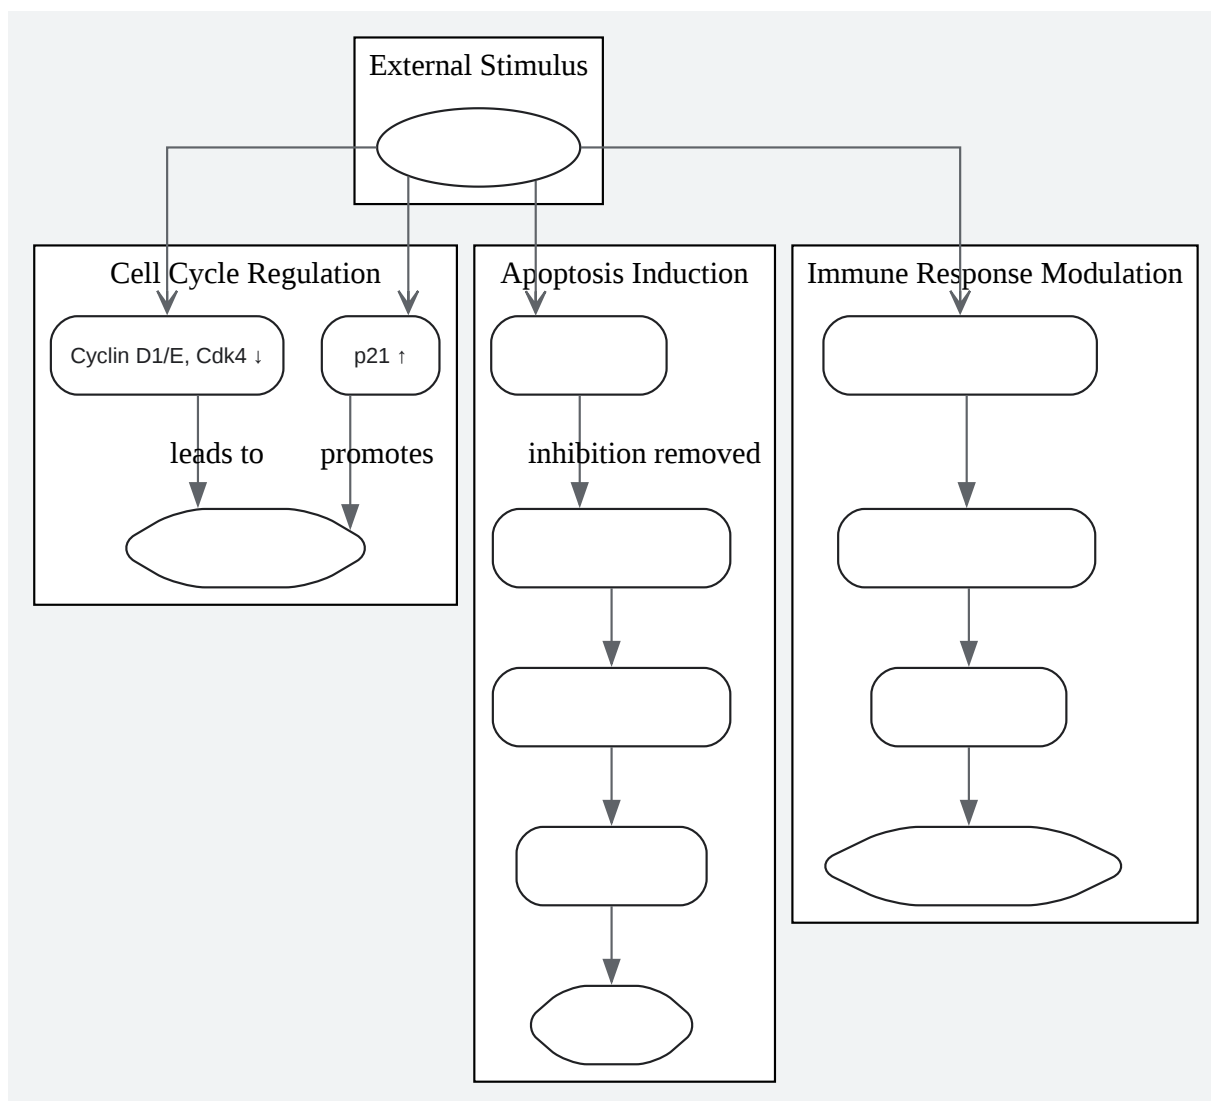 External Stimulus
Cell Cycle Regulation
Apoptosis Induction
Immune Response Modulation
Cyclin D1/E, Cdk4 ↓
p21 ↑
leads to
promotes
inhibition removed